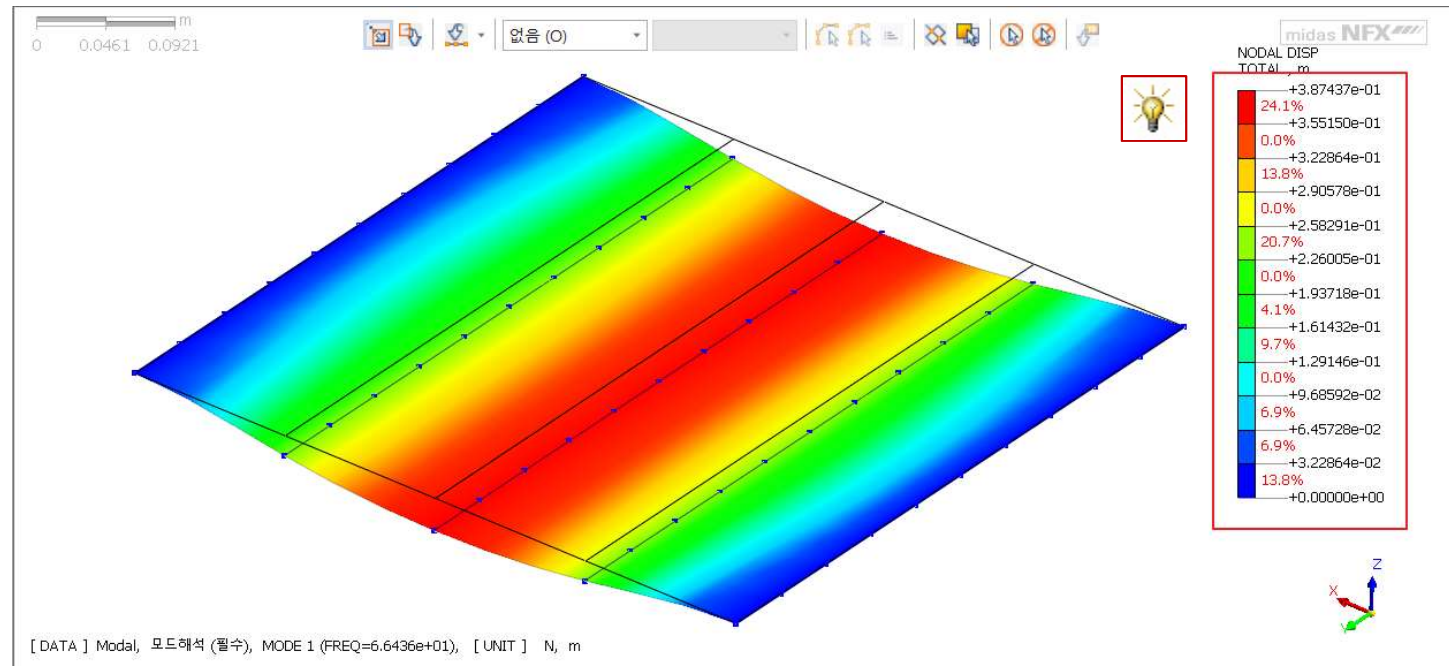 m
0 0.0461 0.0921
없음 (O)
midas NFX
NODAL DISP
TOTAL , m
+3.87437e-01
24.1%
+3.55150e-01
0.0%
+3.22864e-01
13.8%
+2.90578e-01
0.0%
+2.58291e-01
20.7%
+2.26005e-01
0.0%
+1.93718e-01
4.1%
+1.61432e-01
9.7%
+1.29146e-01
0.0%
+9.68592e-02
6.9%
+6.45728e-02
6.9%
+3.22864e-02
13.8%
+0.00000e+00
Z
X
Y
[ DATA ] Modal, 모드해석 (필수), MODE 1 (FREQ=6.6436e+01), [ UNIT ] N, m